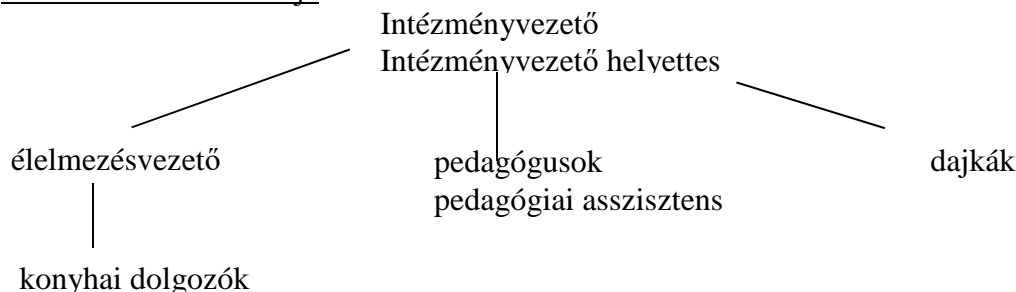 Intézményvezető
Intézményvezető helyettes
élelmezésvezető pedagógusok dajkák
pedagógiai asszisztens
konyhai dolgozók